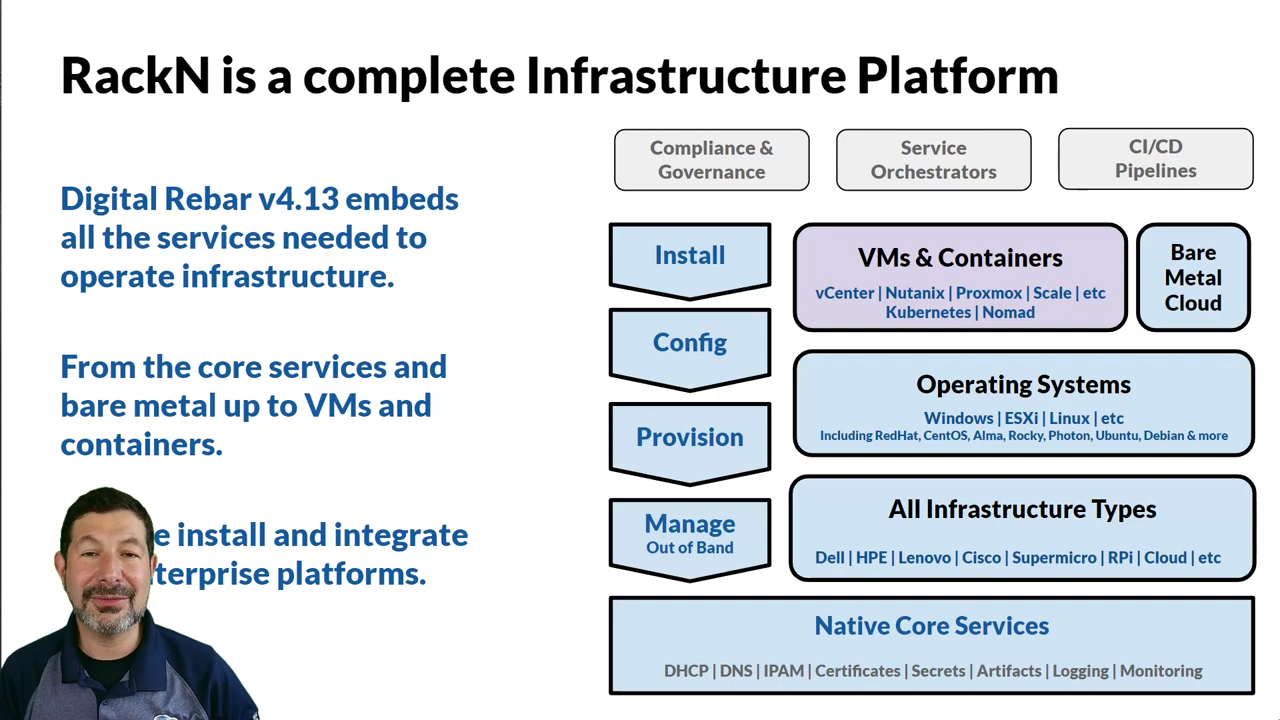 RackN is a complete Infrastructure Platform
Digital Rebar v4.13 embeds
all the services needed to
operate infrastructure.
From the core services and
bare metal up to VMs and
containers.
install and integrate
platforms.
Compliance &
Governance
Service
Orchestrators
CI/CD
Pipelines
Install
Config
Provision
Manage
Out of Band
VMs & Containers
vCenter | Nutanix | Proxmox | Scale | etc
Kubernetes | Nomad
Bare
Metal
Cloud
Operating Systems
Windows | ESXi | Linux | etc
Including RedHat, CentOS, Alma, Rocky, Photon, Ubuntu, Debian & more
All Infrastructure Types
Dell | HPE | Lenovo | Cisco | Supermicro | RPi | Cloud | etc
Native Core Services
DHCP | DNS | IPAM | Certificates | Secrets | Artifacts | Logging | Monitoring